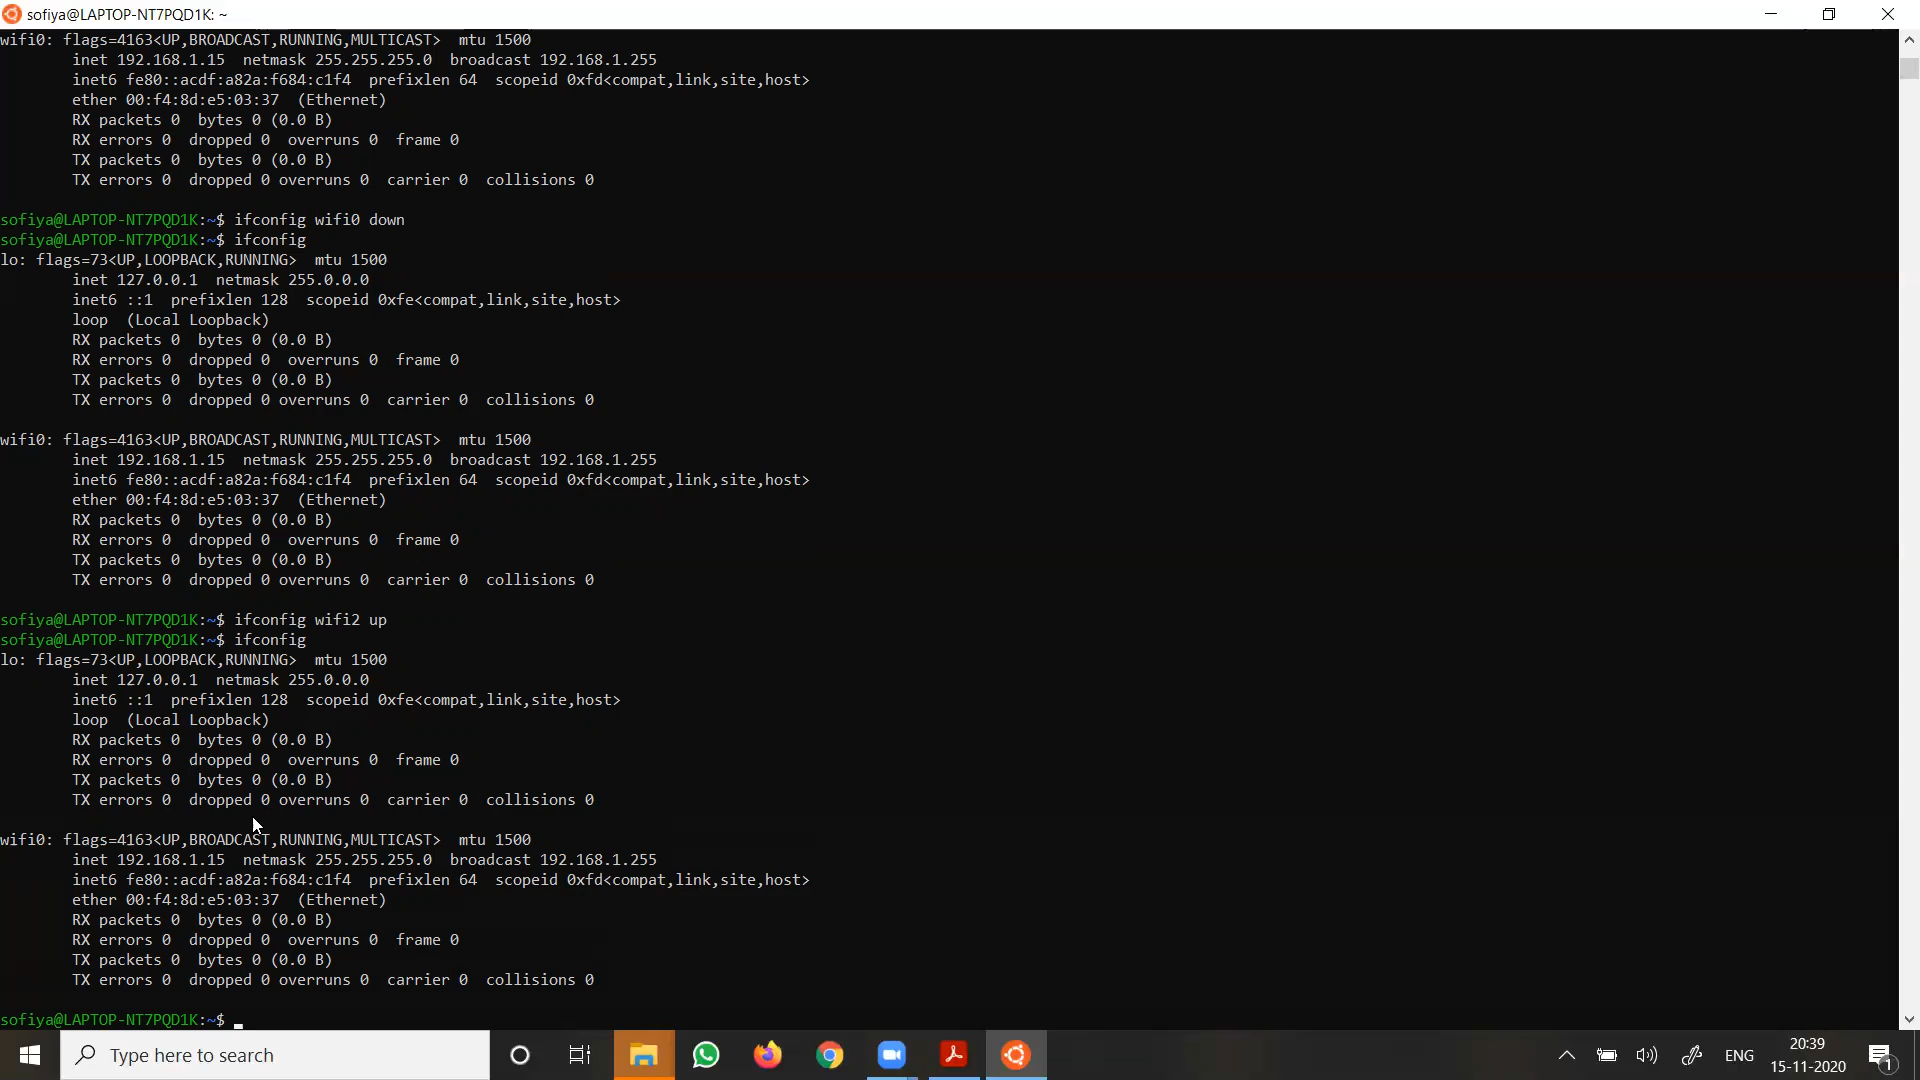 sofiya@LAPTOP-NT7PQD1K: ~
wifi0: flags=4163<UP,BROADCAST,RUNNING,MULTICAST>  mtu 1500
        inet 192.168.1.15  netmask 255.255.255.0  broadcast 192.168.1.255
        inet6 fe80::acdf:a82a:f684:c1f4  prefixlen 64  scopeid 0xfd<compat,link,site,host>
        ether 00:f4:8d:e5:03:37  (Ethernet)
        RX packets 0  bytes 0 (0.0 B)
        RX errors 0  dropped 0  overruns 0  frame 0
        TX packets 0  bytes 0 (0.0 B)
        TX errors 0  dropped 0 overruns 0  carrier 0  collisions 0
sofiya@LAPTOP-NT7PQD1K:~$ ifconfig wifi0 down
sofiya@LAPTOP-NT7PQD1K:~$ ifconfig
lo: flags=73<UP,LOOPBACK,RUNNING>  mtu 1500
        inet 127.0.0.1  netmask 255.0.0.0
        inet6 ::1  prefixlen 128  scopeid 0xfe<compat,link,site,host>
        loop  (Local Loopback)
        RX packets 0  bytes 0 (0.0 B)
        RX errors 0  dropped 0  overruns 0  frame 0
        TX packets 0  bytes 0 (0.0 B)
        TX errors 0  dropped 0 overruns 0  carrier 0  collisions 0
wifi0: flags=4163<UP,BROADCAST,RUNNING,MULTICAST>  mtu 1500
        inet 192.168.1.15  netmask 255.255.255.0  broadcast 192.168.1.255
        inet6 fe80::acdf:a82a:f684:c1f4  prefixlen 64  scopeid 0xfd<compat,link,site,host>
        ether 00:f4:8d:e5:03:37  (Ethernet)
        RX packets 0  bytes 0 (0.0 B)
        RX errors 0  dropped 0  overruns 0  frame 0
        TX packets 0  bytes 0 (0.0 B)
        TX errors 0  dropped 0 overruns 0  carrier 0  collisions 0
sofiya@LAPTOP-NT7PQD1K:~$ ifconfig wifi2 up
sofiya@LAPTOP-NT7PQD1K:~$ ifconfig
lo: flags=73<UP,LOOPBACK,RUNNING>  mtu 1500
        inet 127.0.0.1  netmask 255.0.0.0
        inet6 ::1  prefixlen 128  scopeid 0xfe<compat,link,site,host>
        loop  (Local Loopback)
        RX packets 0  bytes 0 (0.0 B)
        RX errors 0  dropped 0  overruns 0  frame 0
        TX packets 0  bytes 0 (0.0 B)
        TX errors 0  dropped 0 overruns 0  carrier 0  collisions 0
wifi0: flags=4163<UP,BROADCAST,RUNNING,MULTICAST>  mtu 1500
        inet 192.168.1.15  netmask 255.255.255.0  broadcast 192.168.1.255
        inet6 fe80::acdf:a82a:f684:c1f4  prefixlen 64  scopeid 0xfd<compat,link,site,host>
        ether 00:f4:8d:e5:03:37  (Ethernet)
        RX packets 0  bytes 0 (0.0 B)
        RX errors 0  dropped 0  overruns 0  frame 0
        TX packets 0  bytes 0 (0.0 B)
        TX errors 0  dropped 0 overruns 0  carrier 0  collisions 0
sofiya@LAPTOP-NT7PQD1K:~$
Type here to search
ENG
20:39
15-11-2020
1